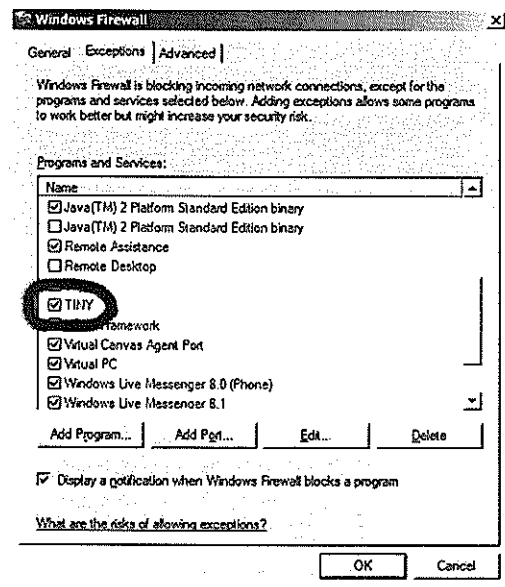 Windows Firewall
General Exceptions Advanced
Windows Firewall is blocking incoming network connections, except for the
programs and services selected below. Adding exceptions allows some programs
to work better but might increase your security risk.
Programs and Services:
Name
Java(TM) 2 Platform Standard Edition binary
Java(TM) 2 Platform Standard Edition binary
Remote Assistance
Remote Desktop
TINY
Framework
Virtual Canvas Agent Port
Virtual PC
Windows Live Messenger 8.0 (Phone)
Windows Live Messenger 8.1
Add Program... Add Port... Edit... Delete
Display a notification when Windows Firewall blocks a program
What are the risks of allowing exceptions?
OK Cancel